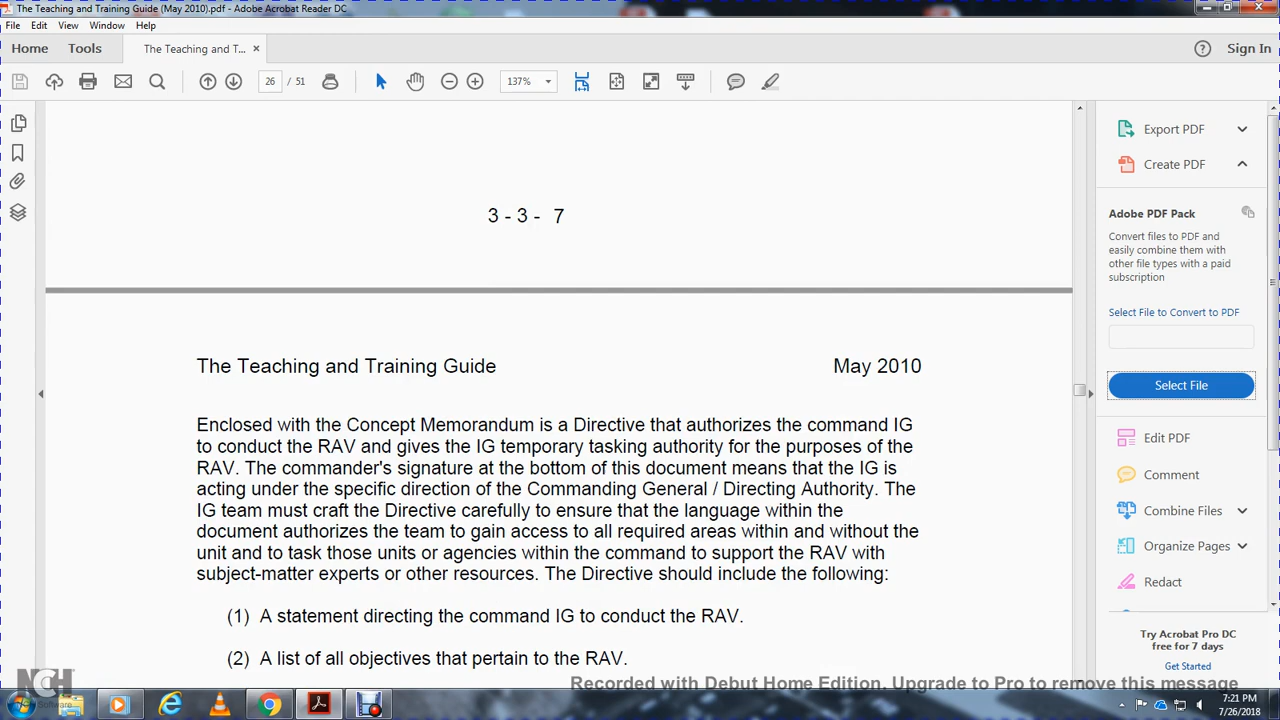 The Teaching and Training Guide (May 2010).pdf - Adobe Acrobat Reader DC
File Edit View Window Help
Home Tools The Teaching and T... × Sign In
26 / 51 137%
Export PDF
Create PDF
Adobe PDF Pack
Convert files to PDF and
easily combine them with
other file types with a paid
subscription
Select File to Convert to PDF
Select File
Edit PDF
Comment
Combine Files
Organize Pages
Redact
Try Acrobat Pro DC
free for 7 days
Get Started
3 - 3 - 7
The Teaching and Training Guide May 2010
Enclosed with the Concept Memorandum is a Directive that authorizes the command IG
to conduct the RAV and gives the IG temporary tasking authority for the purposes of the
RAV. The commander's signature at the bottom of this document means that the IG is
acting under the specific direction of the Commanding General / Directing Authority. The
IG team must craft the Directive carefully to ensure that the language within the
document authorizes the team to gain access to all required areas within and without the
unit and to task those units or agencies within the command to support the RAV with
subject-matter experts or other resources. The Directive should include the following:
(1) A statement directing the command IG to conduct the RAV.
(2) A list of all objectives that pertain to the RAV.
NCH
Software
Recorded with Debut Home Edition. Upgrade to Pro to remove this message
7:21 PM
7/26/2018